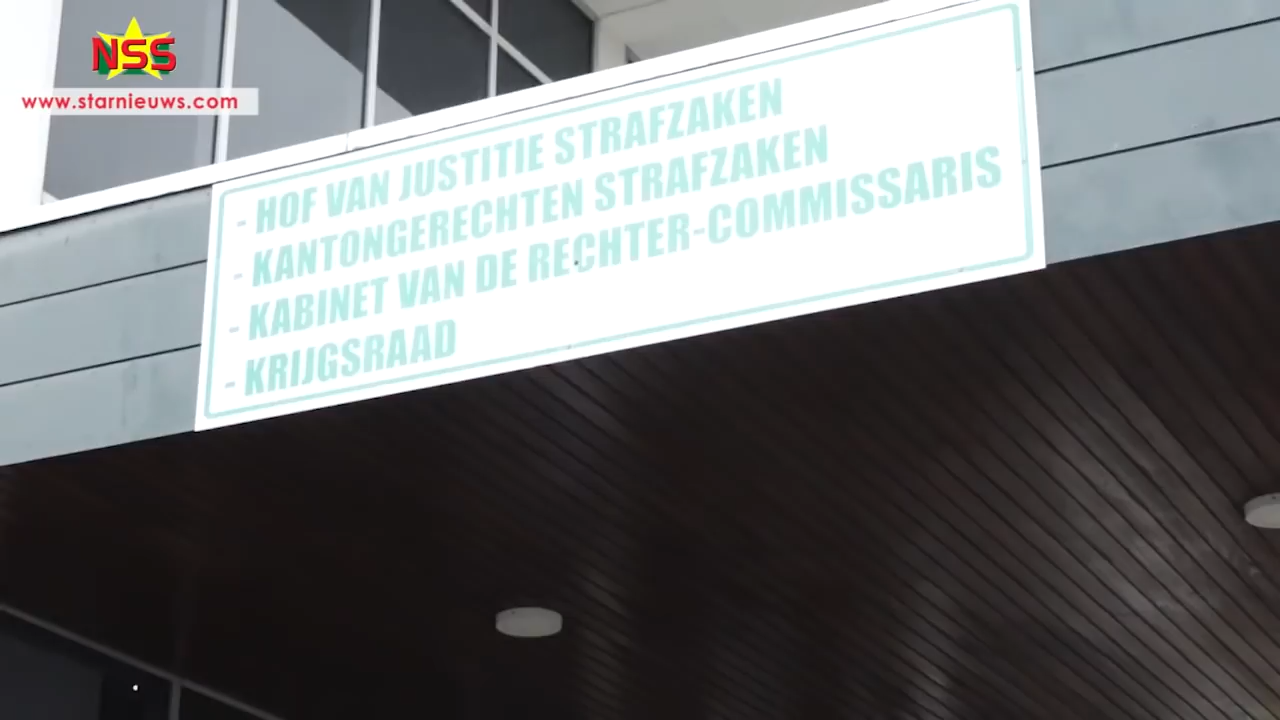 NSS
www.starnieuws.com
- HOF VAN JUSTITIE STRAFZAKEN
- KANTONGERECHTEN STRAFZAKEN
- KABINET VAN DE RECHTER-COMMISSARIS
- KRIJGSRAAD